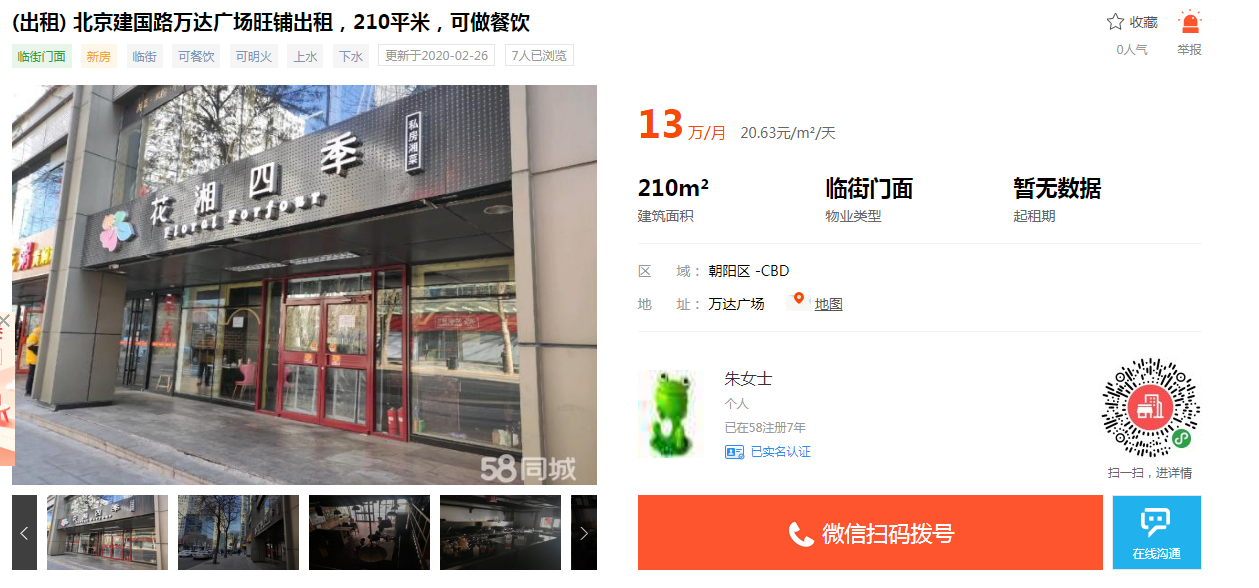 (出租) 北京建国路万达广场旺铺出租，210平米，可做餐饮
收藏
临街门面 新房 临街 可餐饮 可明火 上水 下水 更新于2020-02-26 7人已浏览
0人气 举报
花湘四季
私房湘菜
Floral Forfour
58同城
13 万/月 20.63元/m²/天
210m² 临街门面 暂无数据
建筑面积 物业类型 起租期
区 域： 朝阳区 -CBD
地 址： 万达广场 地图
朱女士
个人
已在58注册7年
已实名认证
扫一扫，进详情
微信扫码拨号
在线沟通